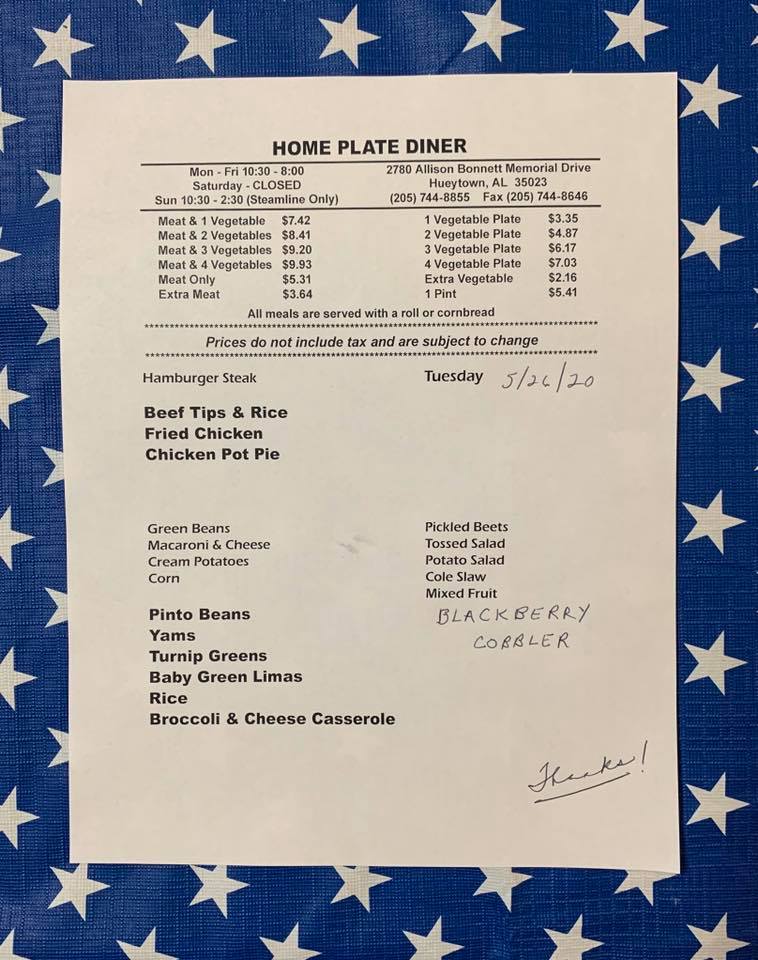 HOME PLATE DINER
Mon - Fri 10:30 - 8:00
Saturday - CLOSED
Sun 10:30 - 2:30 (Steamline Only)
2780 Allison Bonnett Memorial Drive
Hueytown, AL 35023
(205) 744-8855 Fax (205) 744-8646
Meat & 1 Vegetable $7.42
Meat & 2 Vegetables $8.41
Meat & 3 Vegetables $9.20
Meat & 4 Vegetables $9.93
Meat Only $5.31
Extra Meat $3.64
1 Vegetable Plate $3.35
2 Vegetable Plate $4.87
3 Vegetable Plate $6.17
4 Vegetable Plate $7.03
Extra Vegetable $2.16
1 Pint $5.41
All meals are served with a roll or cornbread
Prices do not include tax and are subject to change
Hamburger Steak
Tuesday 5/26/20
Beef Tips & Rice
Fried Chicken
Chicken Pot Pie
Green Beans
Macaroni & Cheese
Cream Potatoes
Corn
Pinto Beans
Yams
Turnip Greens
Baby Green Limas
Rice
Broccoli & Cheese Casserole
Pickled Beets
Tossed Salad
Potato Salad
Cole Slaw
Mixed Fruit
BLACKBERRY
COBBLER
Thanks!